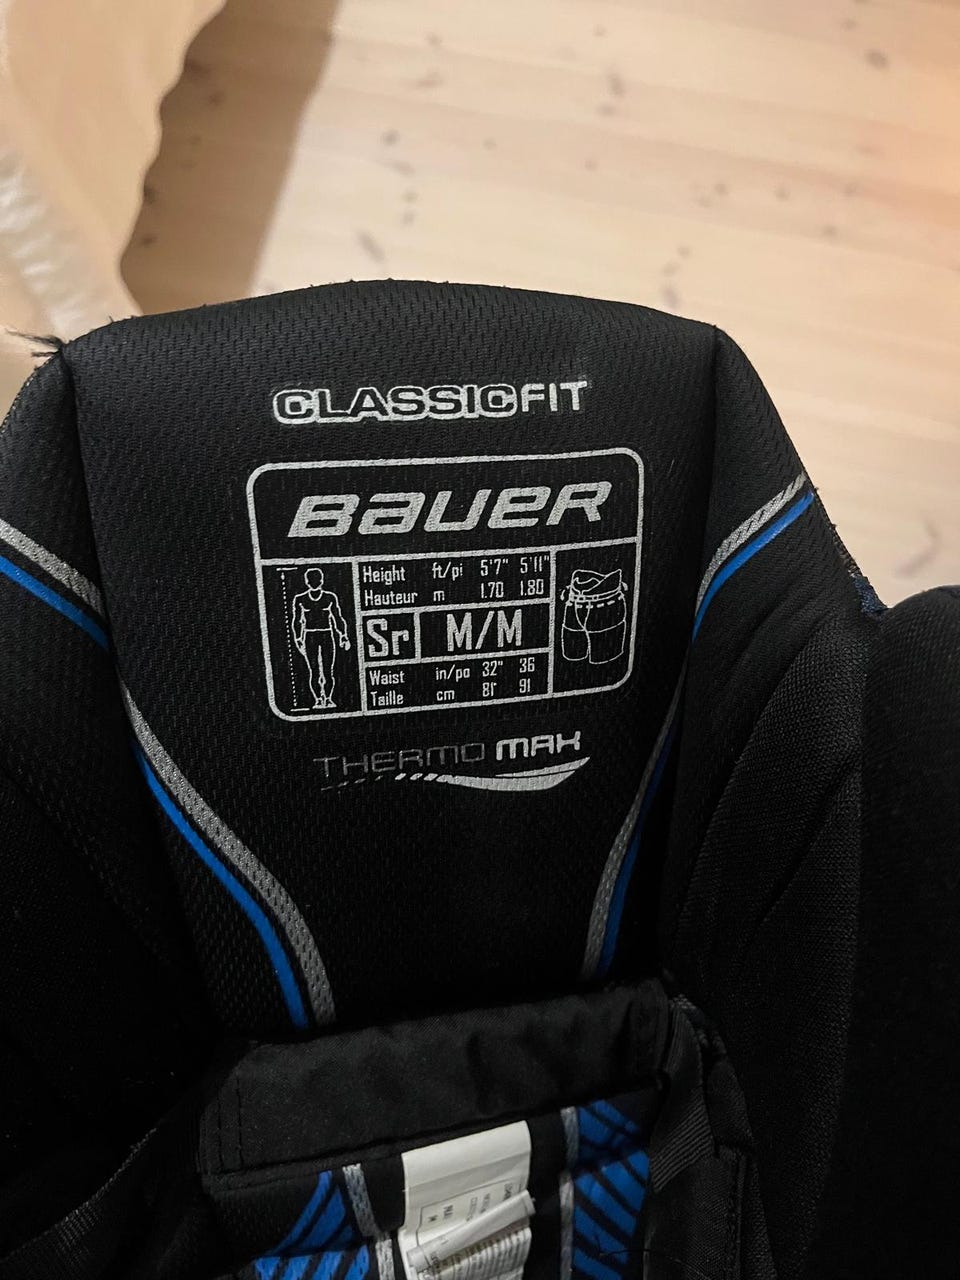 CLASSICFIT
BAUER
Height ft/pi 5'7" 5'11"
Hauteur m 1.70 1.80
Sr M/M
Waist in/po 32" 36
Taille cm 81 91
THERMO MAX